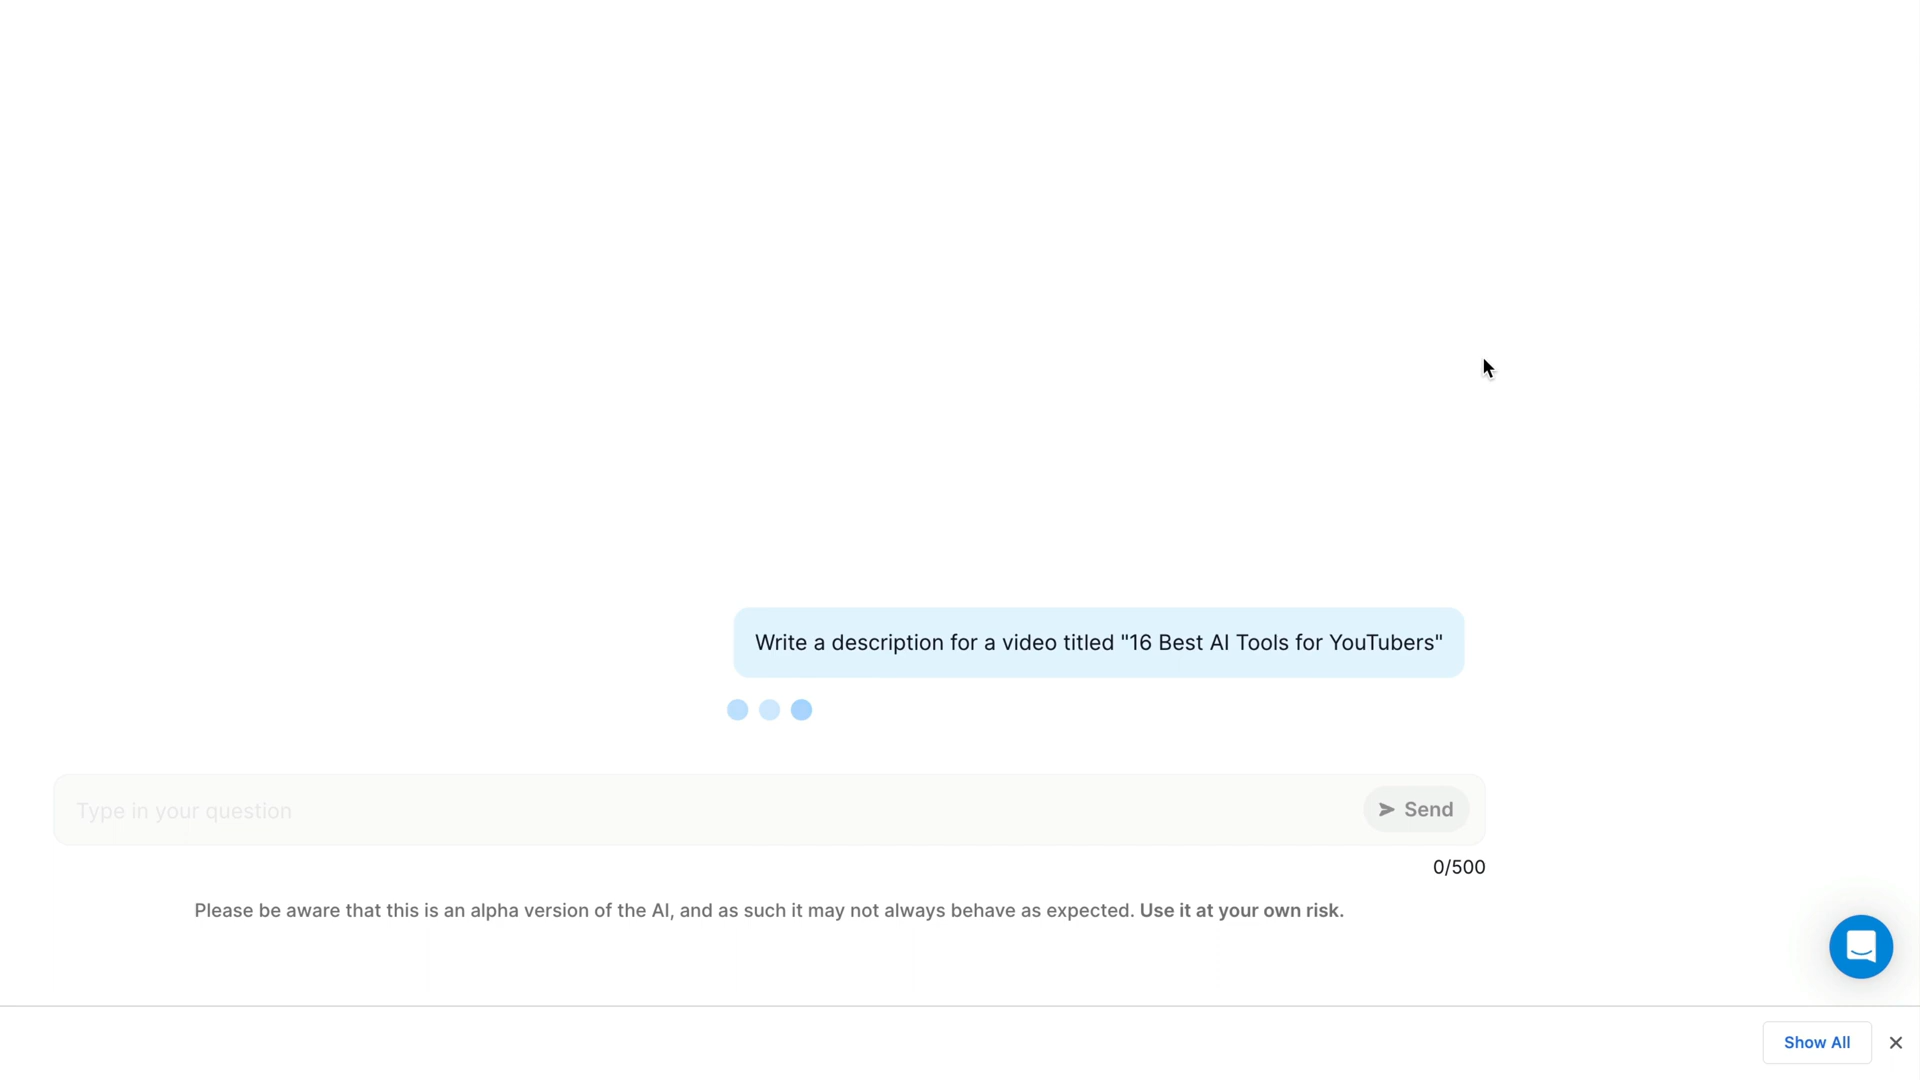 Write a description for a video titled "16 Best AI Tools for YouTubers"
Type in your question
Send
0/500
Please be aware that this is an alpha version of the AI, and as such it may not always behave as expected. Use it at your own risk.
Show All